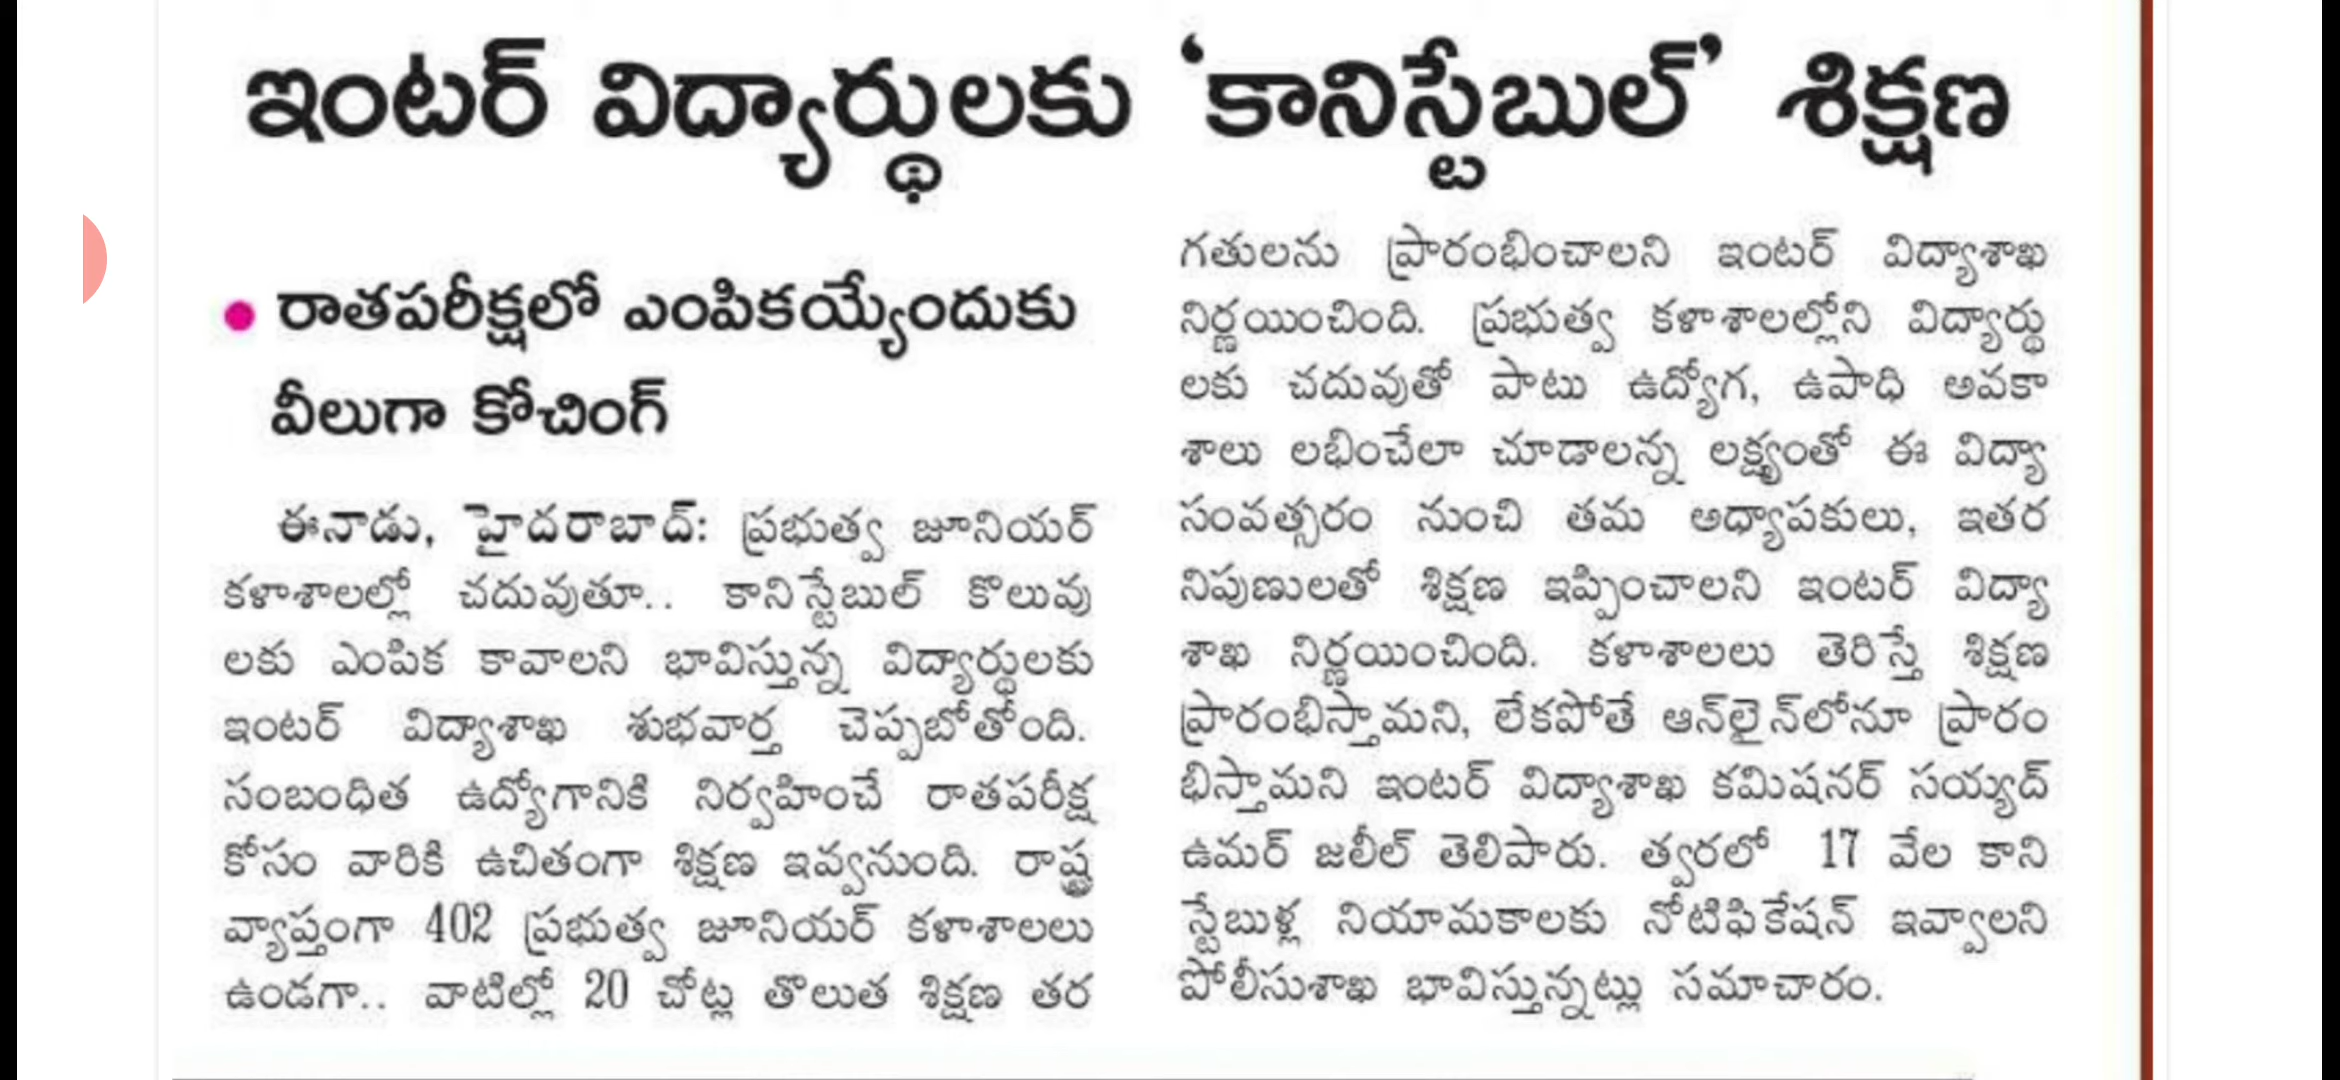 ఇంటర్ విద్యార్థులకు ‘కానిస్టేబుల్’ శిక్షణ
• రాతపరీక్షలో ఎంపికయ్యేందుకు
వీలుగా కోచింగ్
ఈనాడు, హైదరాబాద్: ప్రభుత్వ జూనియర్
కళాశాలల్లో చదువుతూ.. కానిస్టేబుల్ కొలువు
లకు ఎంపిక కావాలని భావిస్తున్న విద్యార్థులకు
ఇంటర్ విద్యాశాఖ శుభవార్త చెప్పబోతోంది.
సంబంధిత ఉద్యోగానికి నిర్వహించే రాతపరీక్ష
కోసం వారికి ఉచితంగా శిక్షణ ఇవ్వనుంది. రాష్ట్ర
వ్యాప్తంగా 402 ప్రభుత్వ జూనియర్ కళాశాలలు
ఉండగా.. వాటిల్లో 20 చోట్ల తొలుత శిక్షణ తర
గతులను ప్రారంభించాలని ఇంటర్ విద్యాశాఖ
నిర్ణయించింది. ప్రభుత్వ కళాశాలల్లోని విద్యార్థు
లకు చదువుతో పాటు ఉద్యోగ, ఉపాధి అవకా
శాలు లభించేలా చూడాలన్న లక్ష్యంతో ఈ విద్యా
సంవత్సరం నుంచి తమ అధ్యాపకులు, ఇతర
నిపుణులతో శిక్షణ ఇప్పించాలని ఇంటర్ విద్యా
శాఖ నిర్ణయించింది. కళాశాలలు తెరిస్తే శిక్షణ
ప్రారంభిస్తామని, లేకపోతే ఆన్‌లైన్‌లోనూ ప్రారం
భిస్తామని ఇంటర్ విద్యాశాఖ కమిషనర్ సయ్యద్
ఉమర్ జలీల్ తెలిపారు. త్వరలో 17 వేల కాని
స్టేబుళ్ల నియామకాలకు నోటిఫికేషన్ ఇవ్వాలని
పోలీసుశాఖ భావిస్తున్నట్లు సమాచారం.